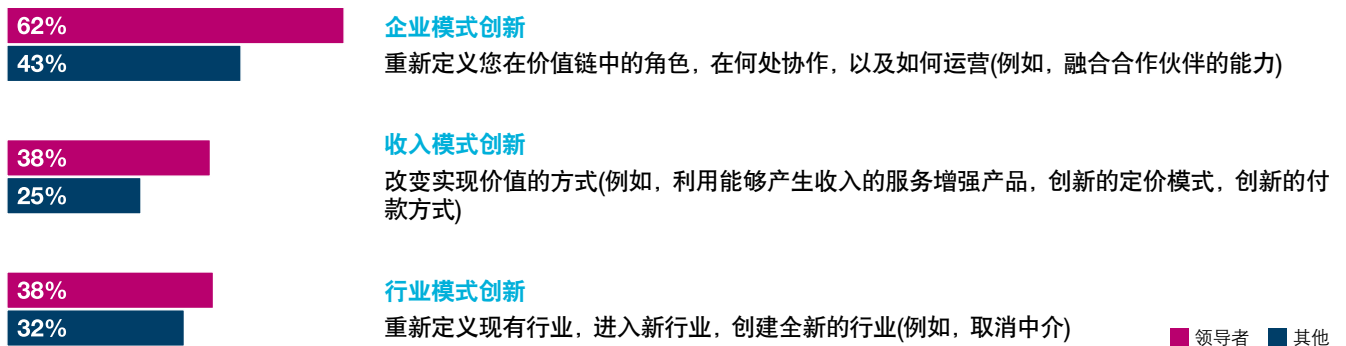 62%
企业模式创新
43%
重新定义您在价值链中的角色, 在何处协作, 以及如何运营(例如, 融合合作伙伴的能力)
38%
收入模式创新
25%
改变实现价值的方式(例如, 利用能够产生收入的服务增强产品, 创新的定价模式, 创新的付
款方式)
38%
行业模式创新
32%
重新定义现有行业, 进入新行业, 创建全新的行业(例如, 取消中介)
领导者 其他